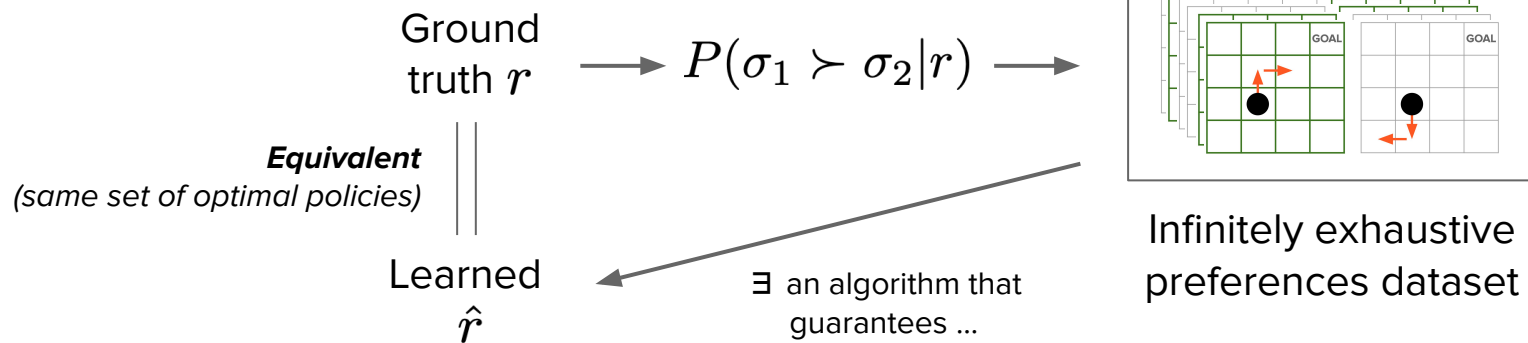 Ground
truth r
P(σ₁ ≻ σ₂|r)
GOAL
GOAL
Equivalent
(same set of optimal policies)
Learned
r̂
∃ an algorithm that
guarantees ...
Infinitely exhaustive
preferences dataset